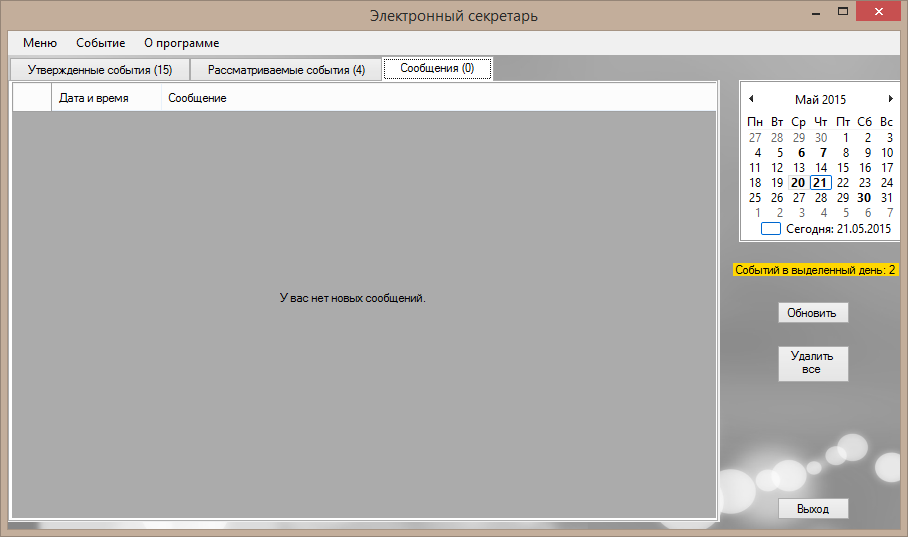 Электронный секретарь
Меню Событие О программе
Утвержденные события (15) Рассматриваемые события (4) Сообщения (0)
Дата и время Сообщение
У вас нет новых сообщений.
Май 2015
Пн Вт Ср Чт Пт Сб Вс
27 28 29 30 1 2 3
4 5 6 7 8 9 10
11 12 13 14 15 16 17
18 19 20 21 22 23 24
25 26 27 28 29 30 31
1 2 3 4 5 6 7
Сегодня: 21.05.2015
Событий в выделенный день: 2
Обновить
Удалить
все
Выход